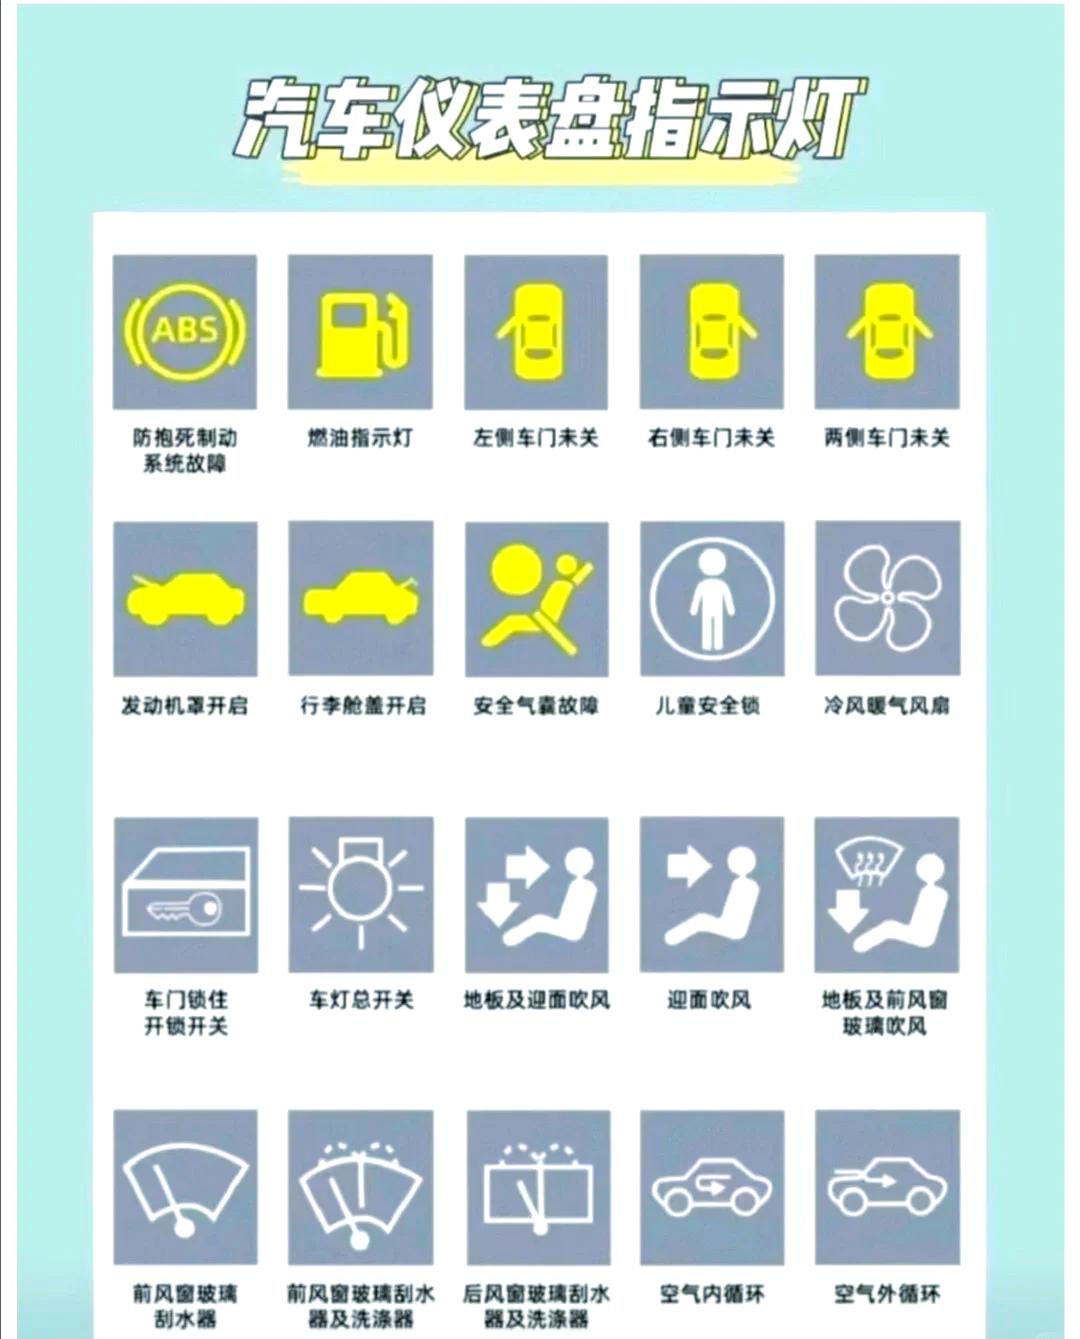 汽车仪表盘指示灯
ABS
防抱死制动
系统故障
燃油指示灯
左侧车门未关
右侧车门未关
两侧车门未关
发动机罩开启
行李舱盖开启
安全气囊故障
儿童安全锁
冷风暖气风扇
车门锁住
开锁开关
车灯总开关
地板及迎面吹风
迎面吹风
地板及前风窗
玻璃吹风
前风窗玻璃
刮水器
前风窗玻璃刮水
器及洗涤器
后风窗玻璃刮水
器及洗涤器
空气内循环
空气外循环